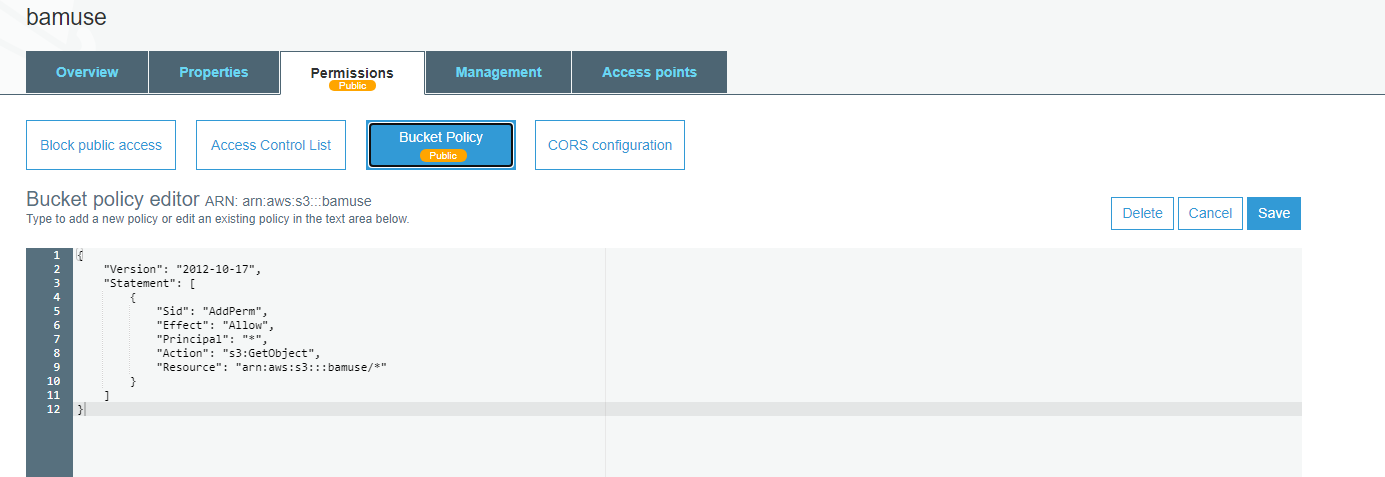 bamuse
Overview Properties Permissions Management Access points
Public
Block public access Access Control List Bucket Policy CORS configuration
Public
Bucket policy editor ARN: arn:aws:s3:::bamuse
Type to add a new policy or edit an existing policy in the text area below.
Delete Cancel Save
1 {
2 "Version": "2012-10-17",
3 "Statement": [
4 {
5 "Sid": "AddPerm",
6 "Effect": "Allow",
7 "Principal": "*",
8 "Action": "s3:GetObject",
9 "Resource": "arn:aws:s3:::bamuse/*"
10 }
11 ]
12 }